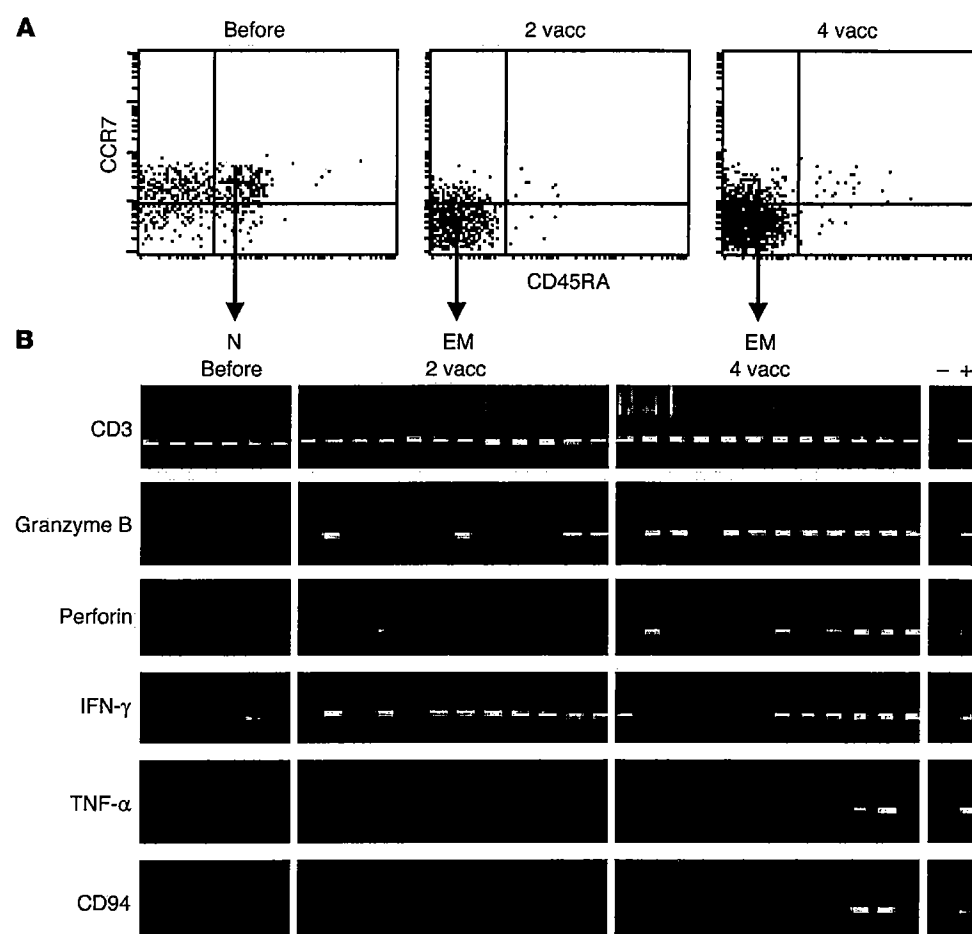 A
Before 2 vacc 4 vacc
CCR7
CD45RA
N EM EM
B
Before 2 vacc 4 vacc − +
CD3
Granzyme B
Perforin
IFN-γ
TNF-α
CD94